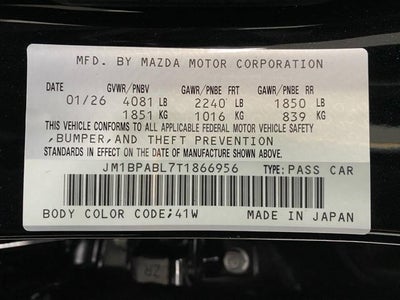 MFD. BY MAZDA MOTOR CORPORATION
DATE GVWR/PNBV GAWR/PNBE FRT GAWR/PNBE RR
01/26 4081 LB 2240 LB 1850 LB
1851 KG 1016 KG 839 KG
THIS VEHICLE CONFORMS TO ALL APPLICABLE FEDERAL MOTOR VEHICLE SAFETY
,BUMPER,AND THEFT PREVENTION
STANDARDS IN EFFECT ON THE DATE OF MANUFACTURE SHOWN ABOVE.
JM1BPABL7T1866956 TYPE:PASS CAR
BODY COLOR CODE;41W MADE IN JAPAN